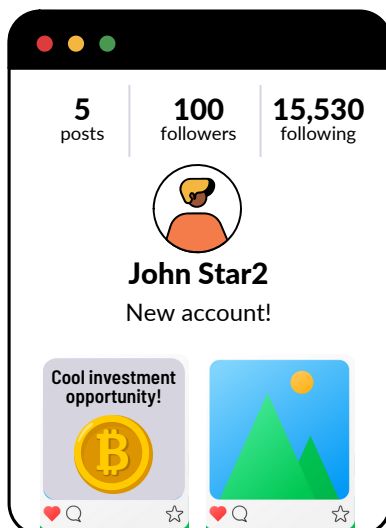 5 100 15,530
posts followers following
John Star2
New account!
Cool investment
opportunity!
₿